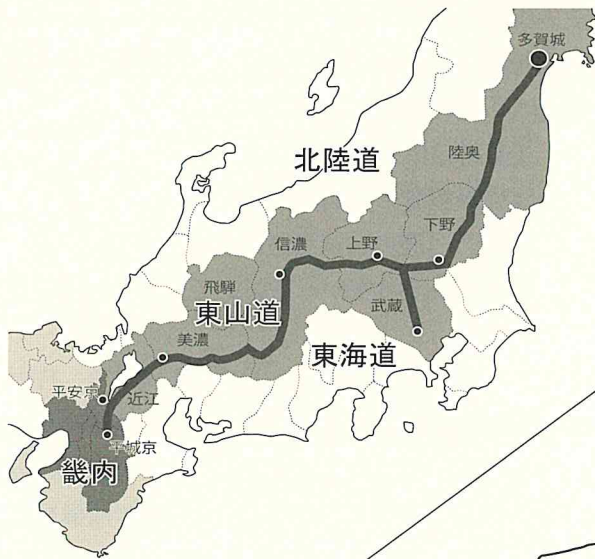 多賀城
陸奥
北陸道
下野
上野
信濃
飛騨
武蔵
東山道
美濃
東海道
平安京
近江
平城京
畿内